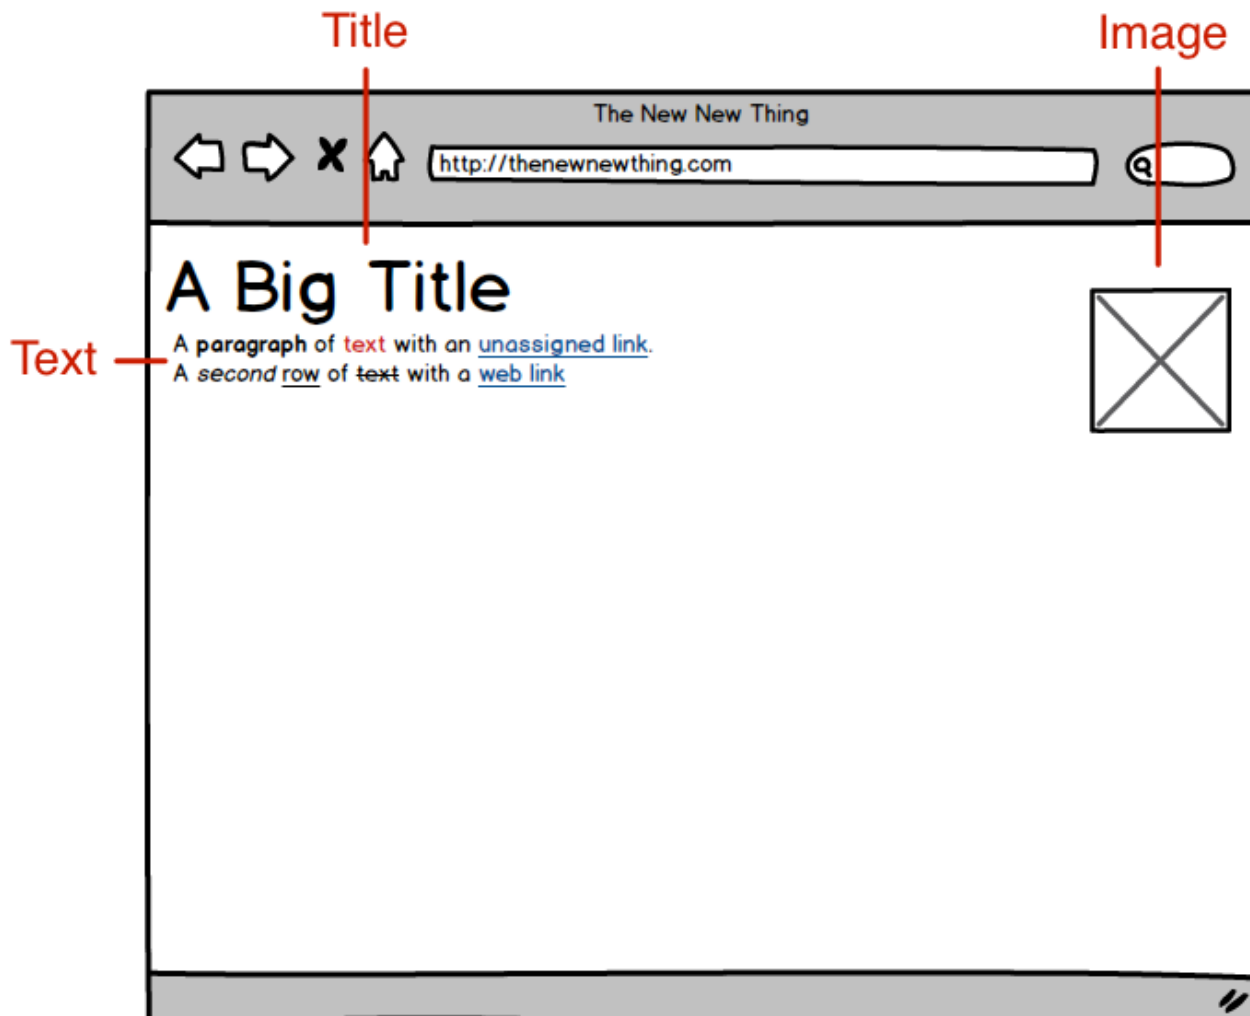 Title
Image
The New New Thing
http://thenewnewthing.com
A Big Title
Text
A paragraph of text with an unassigned link.
A second row of text with a web link